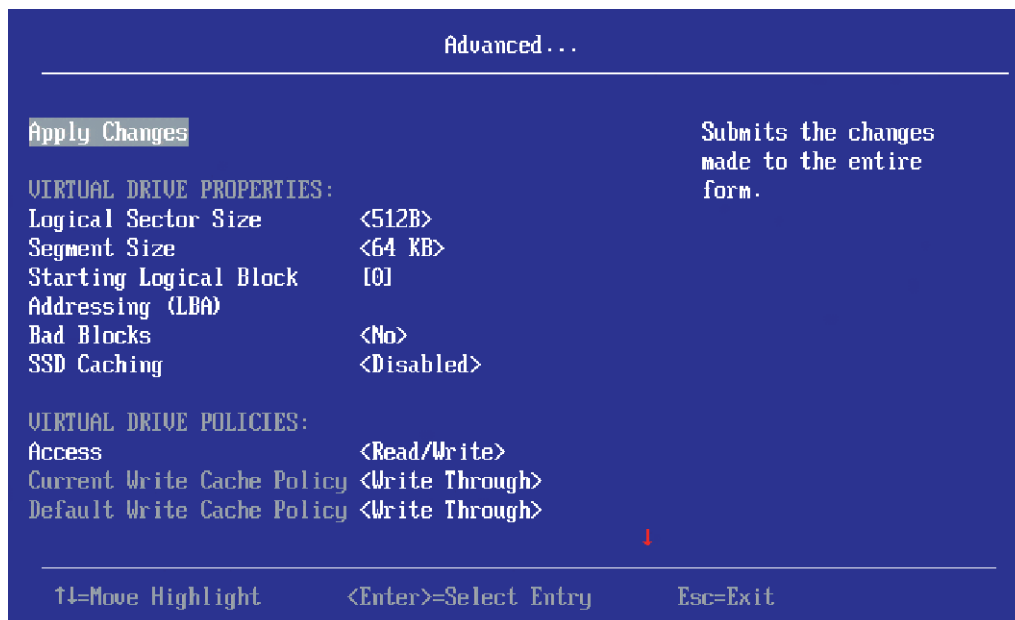 Advanced...
Apply Changes
Submits the changes
made to the entire
form.
VIRTUAL DRIVE PROPERTIES:
Logical Sector Size <512B>
Segment Size <64 KB>
Starting Logical Block [0]
Addressing (LBA)
Bad Blocks <No>
SSD Caching <Disabled>
VIRTUAL DRIVE POLICIES:
Access <Read/Write>
Current Write Cache Policy <Write Through>
Default Write Cache Policy <Write Through>
↓
↑↓=Move Highlight <Enter>=Select Entry Esc=Exit